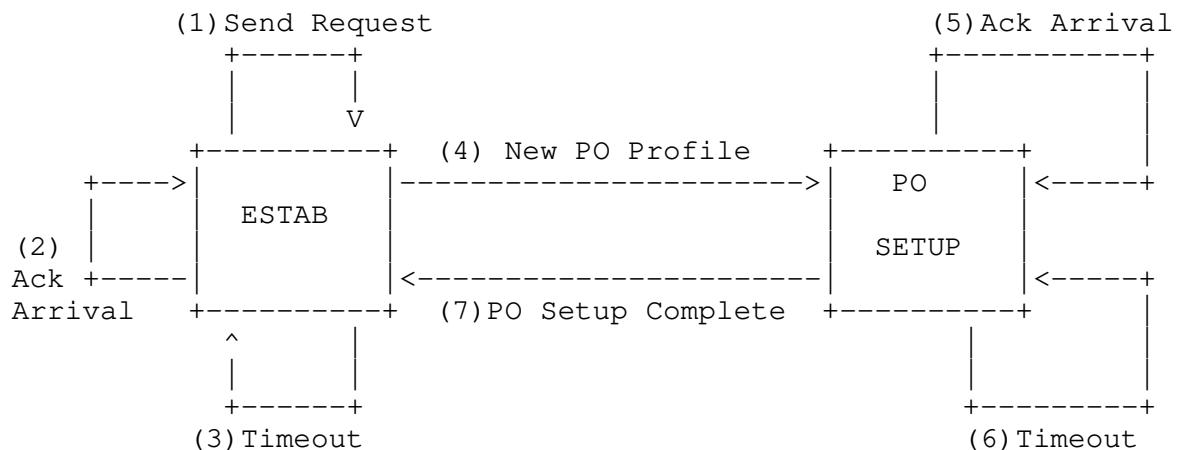 (1)Send Request (5)Ack Arrival
(4) New PO Profile
PO
ESTAB
(2) SETUP
Ack
Arrival (7)PO Setup Complete
(3)Timeout (6)Timeout